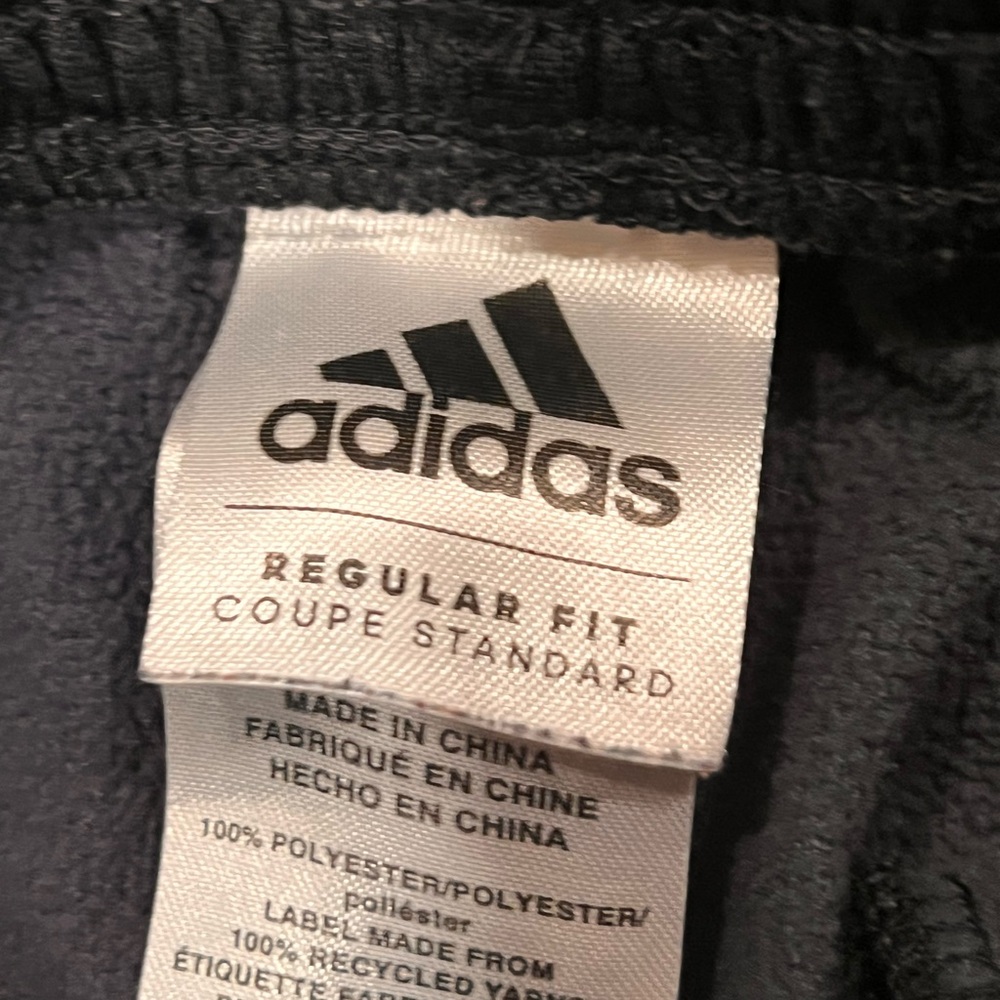 adidas
REGULAR FIT
COUPE STANDARD
MADE IN CHINA
FABRIQUÉ EN CHINE
HECHO EN CHINA
100% POLYESTER/POLYESTER/
poliéster
LABEL MADE FROM
100% RECYCLED YARNS
ÉTIQUETTE